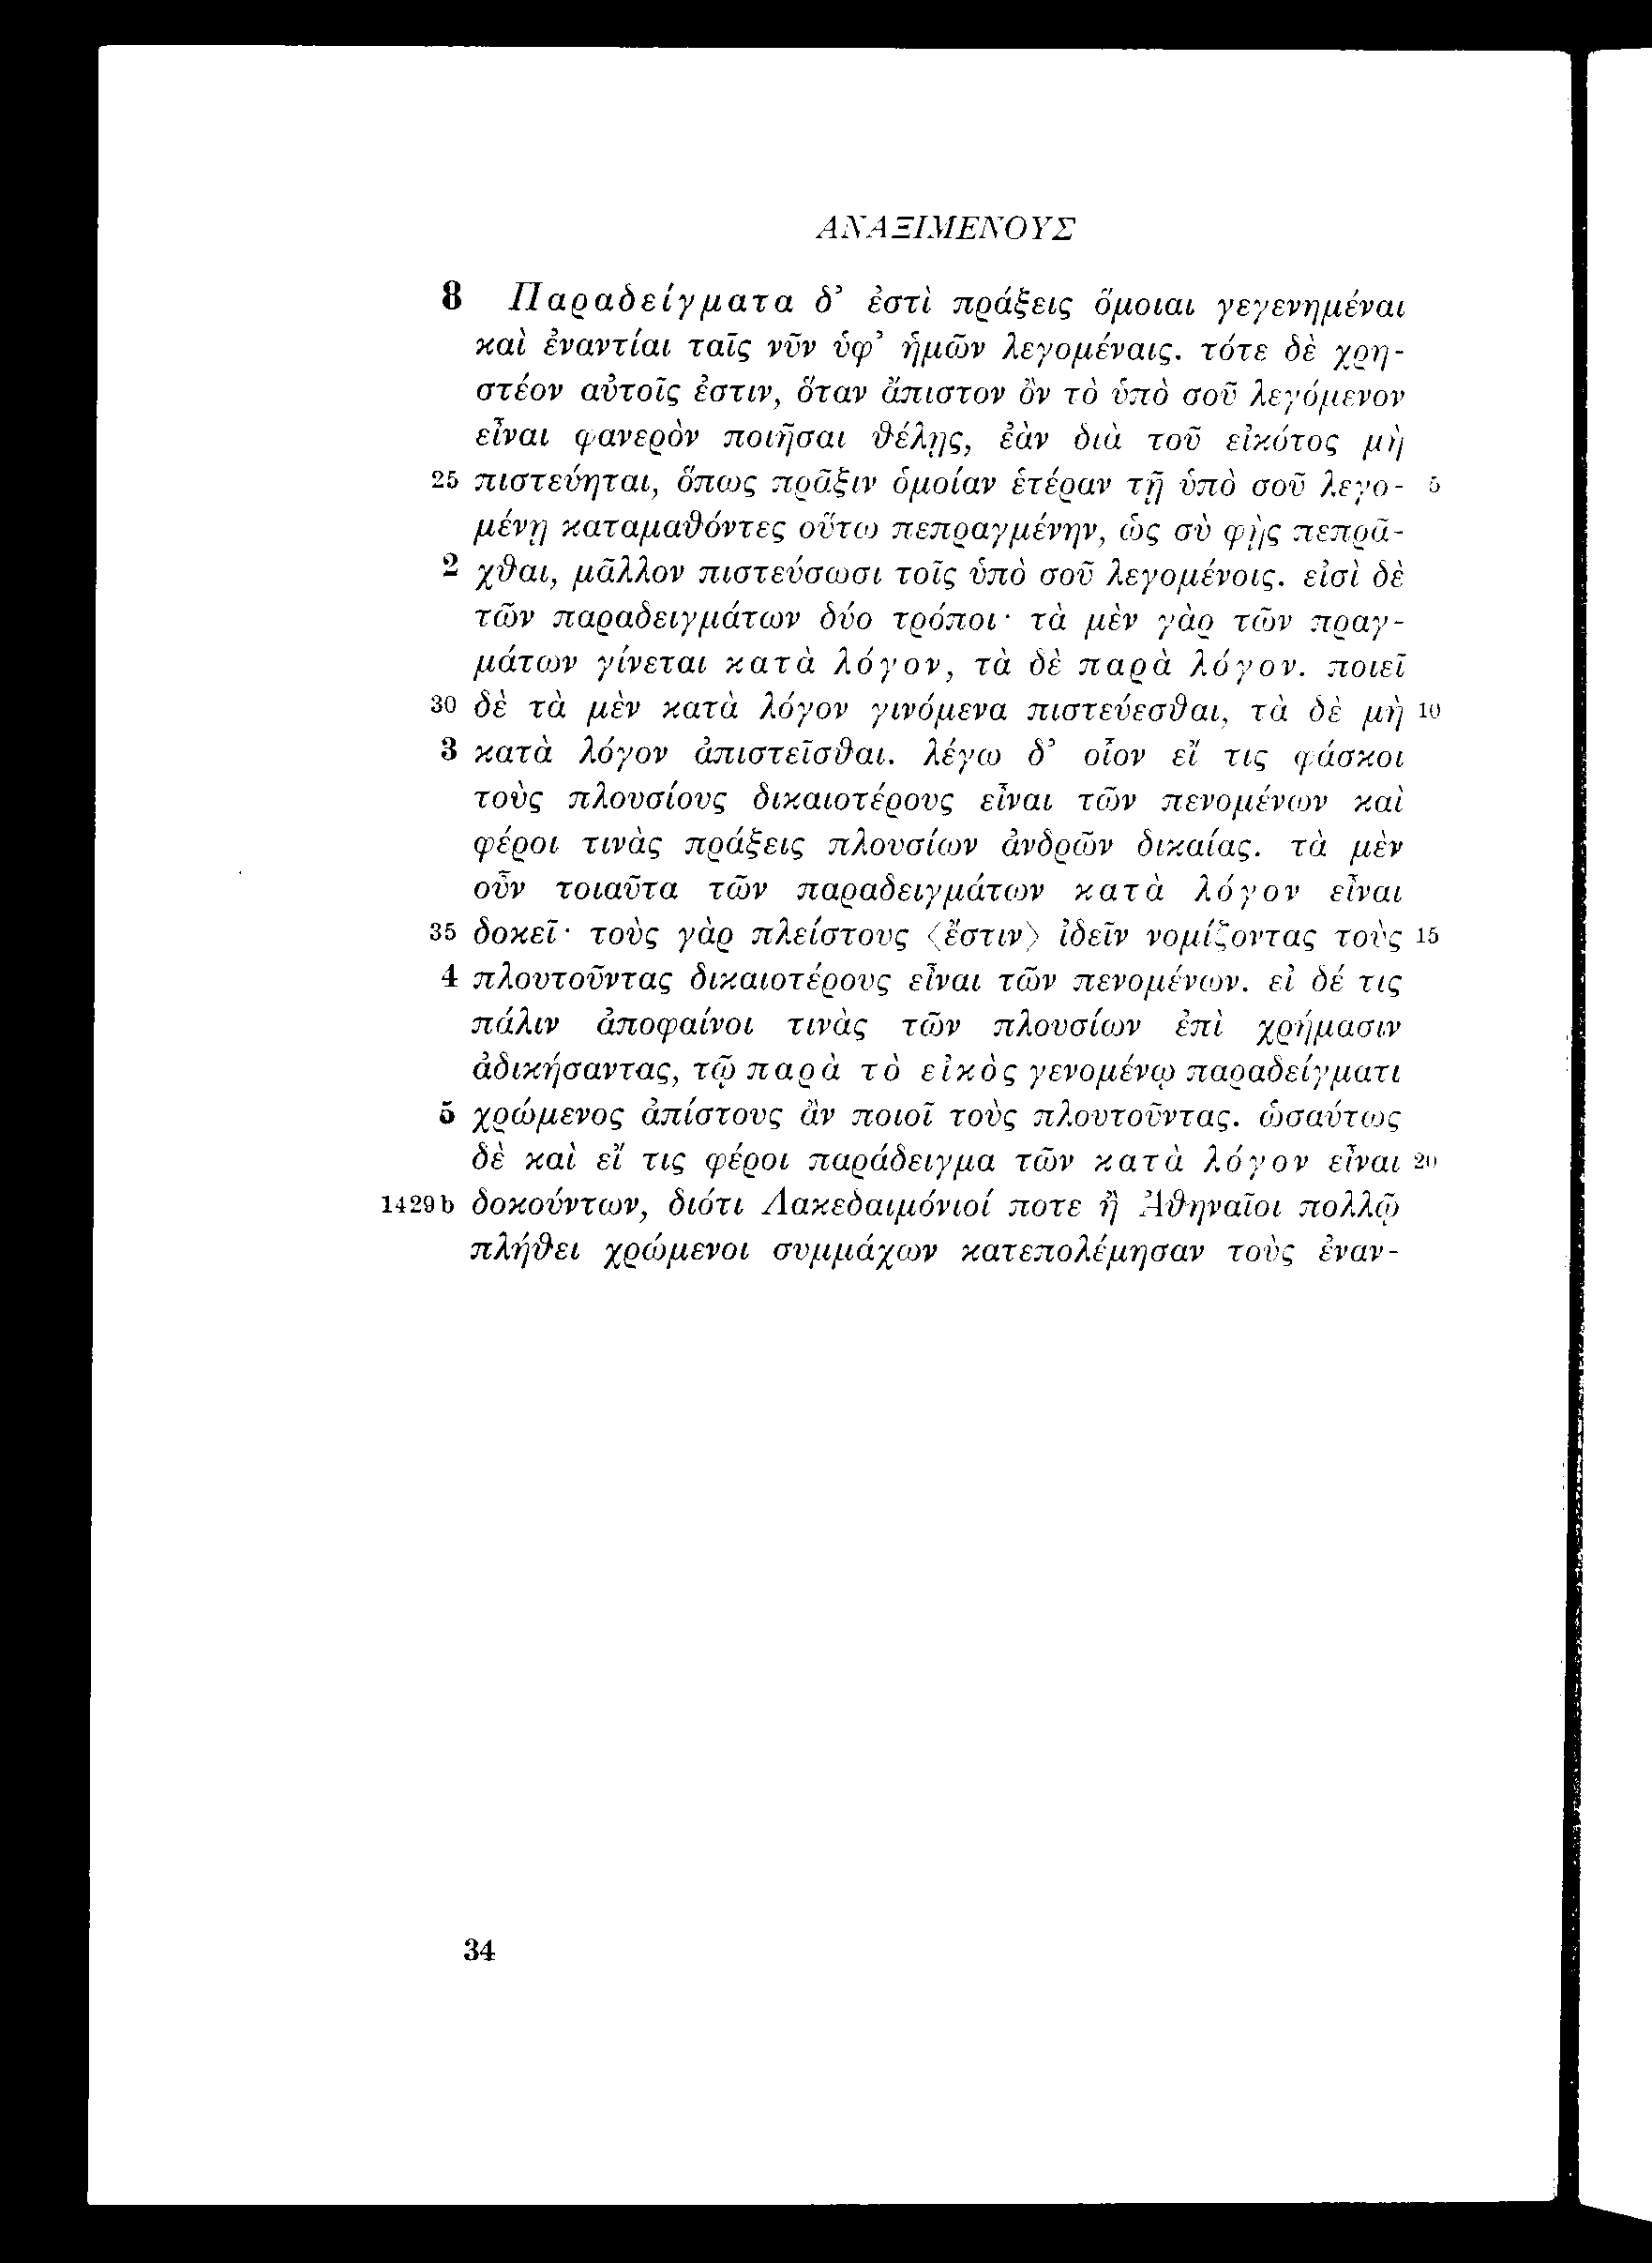 ΑΝΑΞΙΜΕΝΟΥΣ
8 Παραδείγματα δ’ ἐστὶ πράξεις ὅμοιαι γεγενημέναι
καὶ ἐναντίαι ταῖς νῦν ὑφ’ ἡμῶν λεγομέναις. τότε δὲ χρη-
στέον αὐτοῖς ἐστιν, ὅταν ἄπιστον ὂν τὸ ὑπὸ σοῦ λεγόμενον
εἶναι φανερὸν ποιῆσαι θέλῃς, ἐὰν διὰ τοῦ εἰκότος μὴ
25 πιστεύηται, ὅπως πρᾶξιν ὁμοίαν ἑτέραν τῇ ὑπὸ σοῦ λεγο- 5
μένῃ καταμαθόντες οὕτω πεπραγμένην, ὡς σὺ φῂς πεπρᾶ-
2 χθαι, μᾶλλον πιστεύσωσι τοῖς ὑπὸ σοῦ λεγομένοις. εἰσὶ δὲ
τῶν παραδειγμάτων δύο τρόποι· τὰ μὲν γὰρ τῶν πραγ-
μάτων γίνεται κατὰ λόγον, τὰ δὲ παρὰ λόγον. ποιεῖ
30 δὲ τὰ μὲν κατὰ λόγον γινόμενα πιστεύεσθαι, τὰ δὲ μὴ 10
3 κατὰ λόγον ἀπιστεῖσθαι. λέγω δ’ οἷον εἴ τις φάσκοι
τοὺς πλουσίους δικαιοτέρους εἶναι τῶν πενομένων καὶ
φέροι τινὰς πράξεις πλουσίων ἀνδρῶν δικαίας. τὰ μὲν
οὖν τοιαῦτα τῶν παραδειγμάτων κατὰ λόγον εἶναι
35 δοκεῖ· τοὺς γὰρ πλείστους ⟨ἔστιν⟩ ἰδεῖν νομίζοντας τοὺς 15
4 πλουτοῦντας δικαιοτέρους εἶναι τῶν πενομένων. εἰ δέ τις
πάλιν ἀποφαίνοι τινὰς τῶν πλουσίων ἐπὶ χρήμασιν
ἀδικήσαντας, τῷ παρὰ τὸ εἰκὸς γενομένῳ παραδείγματι
5 χρώμενος ἀπίστους ἂν ποιοῖ τοὺς πλουτοῦντας. ὡσαύτως
δὲ καὶ εἴ τις φέροι παράδειγμα τῶν κατὰ λόγον εἶναι 20
1429b δοκούντων, διότι Λακεδαιμόνιοί ποτε ἢ Ἀθηναῖοι πολλῷ
πλήθει χρώμενοι συμμάχων κατεπολέμησαν τοὺς ἐναν-
34